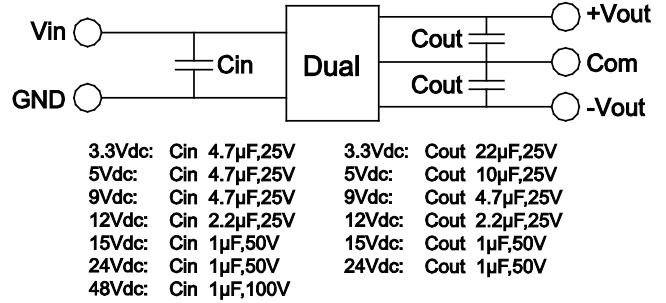 Vin
GND
Cin
Dual
Cout
Cout
+Vout
Com
-Vout
3.3Vdc: Cin 4.7µF,25V
5Vdc: Cin 4.7µF,25V
9Vdc: Cin 4.7µF,25V
12Vdc: Cin 2.2µF,25V
15Vdc: Cin 1µF,50V
24Vdc: Cin 1µF,50V
48Vdc: Cin 1µF,100V
3.3Vdc: Cout 22µF,25V
5Vdc: Cout 10µF,25V
9Vdc: Cout 4.7µF,25V
12Vdc: Cout 2.2µF,25V
15Vdc: Cout 1µF,50V
24Vdc: Cout 1µF,50V